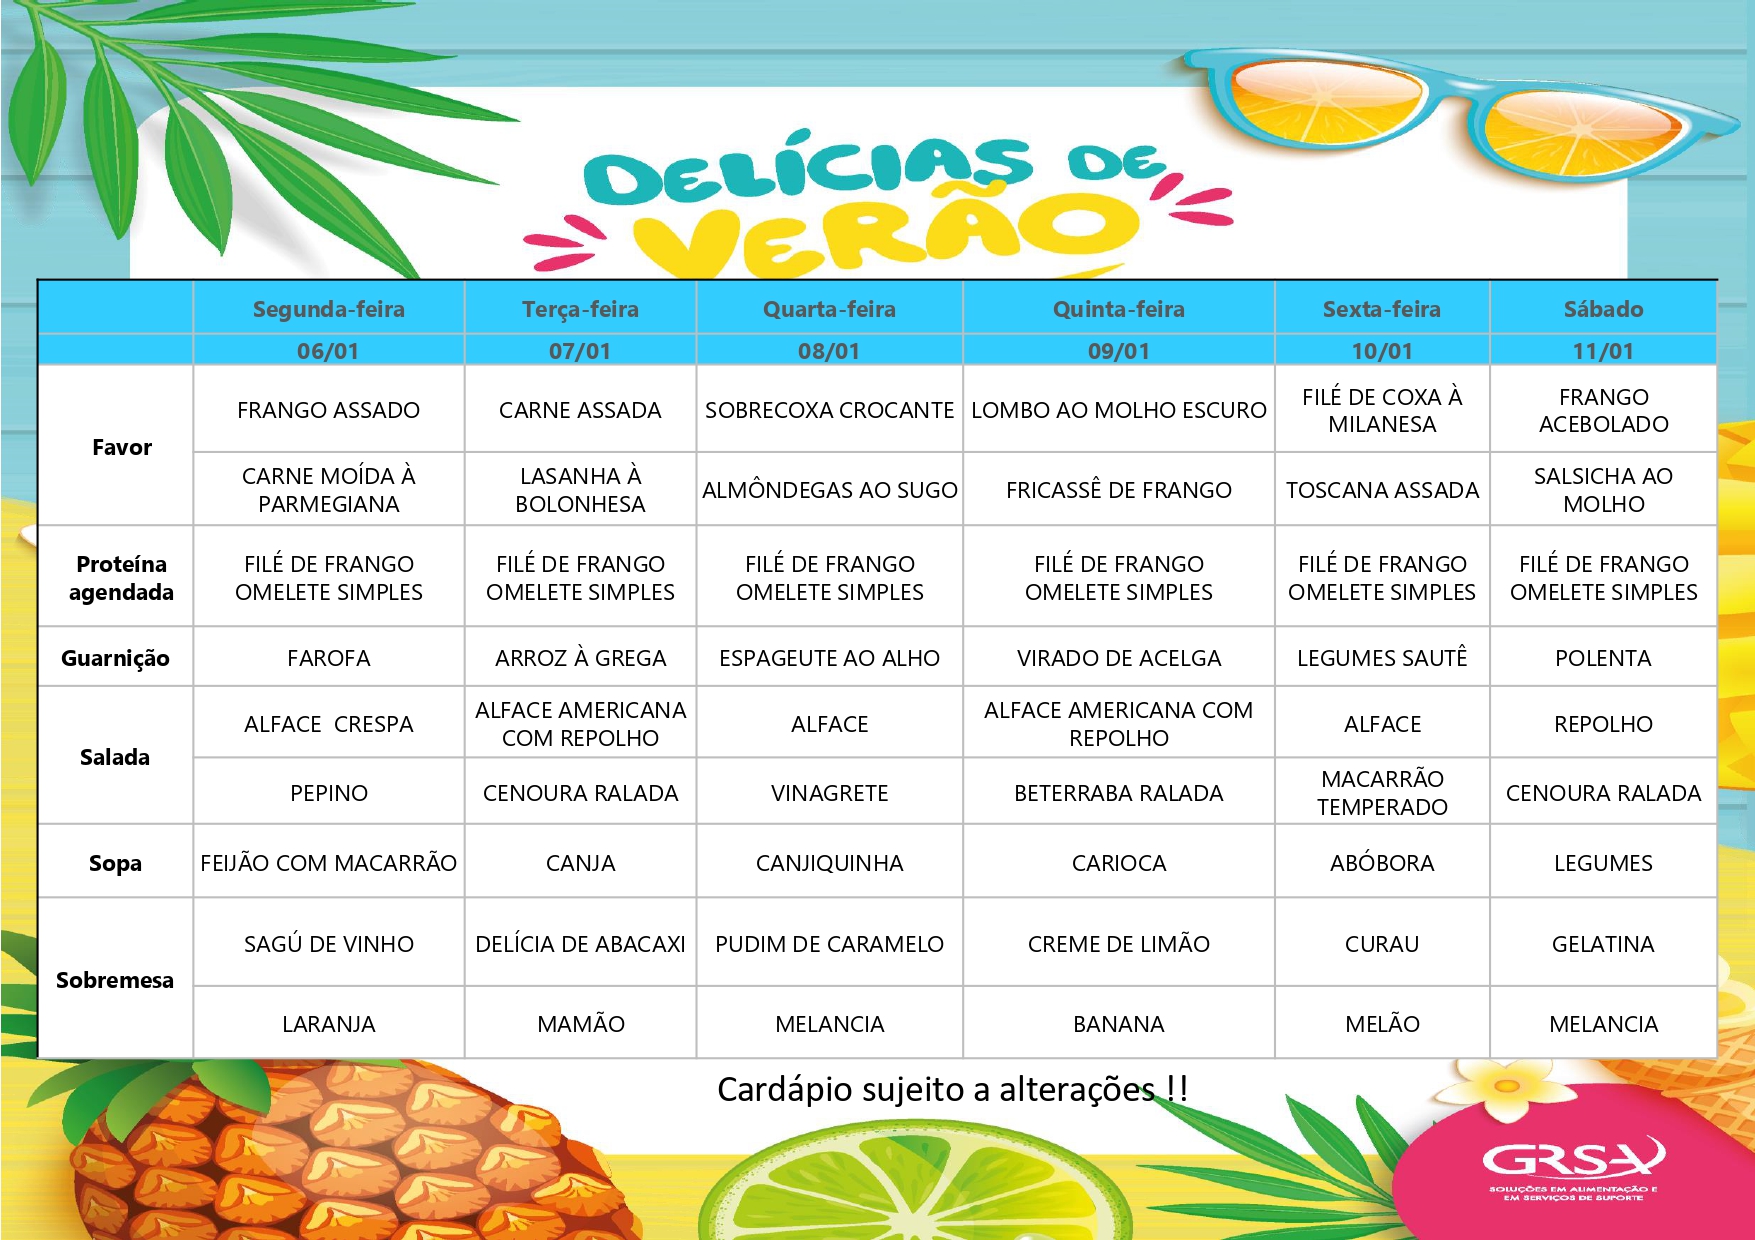 DELÍCIAS DE
VERÃO
Segunda-feira Terça-feira Quarta-feira Quinta-feira Sexta-feira Sábado
06/01 07/01 08/01 09/01 10/01 11/01
Favor
FRANGO ASSADO
CARNE ASSADA
SOBRECOXA CROCANTE
LOMBO AO MOLHO ESCURO
FILÉ DE COXA À
MILANESA
FRANGO
ACEBOLADO
CARNE MOÍDA À
PARMEGIANA
LASANHA À
BOLONHESA
ALMÔNDEGAS AO SUGO
FRICASSÊ DE FRANGO
TOSCANA ASSADA
SALSICHA AO
MOLHO
Proteína
agendada
FILÉ DE FRANGO
OMELETE SIMPLES
FILÉ DE FRANGO
OMELETE SIMPLES
FILÉ DE FRANGO
OMELETE SIMPLES
FILÉ DE FRANGO
OMELETE SIMPLES
FILÉ DE FRANGO
OMELETE SIMPLES
FILÉ DE FRANGO
OMELETE SIMPLES
Guarnição
FAROFA
ARROZ À GREGA
ESPAGEUTE AO ALHO
VIRADO DE ACELGA
LEGUMES SAUTÊ
POLENTA
Salada
ALFACE  CRESPA
ALFACE AMERICANA
COM REPOLHO
ALFACE
ALFACE AMERICANA COM
REPOLHO
ALFACE
REPOLHO
PEPINO
CENOURA RALADA
VINAGRETE
BETERRABA RALADA
MACARRÃO
TEMPERADO
CENOURA RALADA
Sopa
FEIJÃO COM MACARRÃO
CANJA
CANJIQUINHA
CARIOCA
ABÓBORA
LEGUMES
Sobremesa
SAGÚ DE VINHO
DELÍCIA DE ABACAXI
PUDIM DE CARAMELO
CREME DE LIMÃO
CURAU
GELATINA
LARANJA
MAMÃO
MELANCIA
BANANA
MELÃO
MELANCIA
Cardápio sujeito a alterações !!
GRSA
SOLUÇÕES EM ALIMENTAÇÃO E
EM SERVIÇOS DE SUPORTE